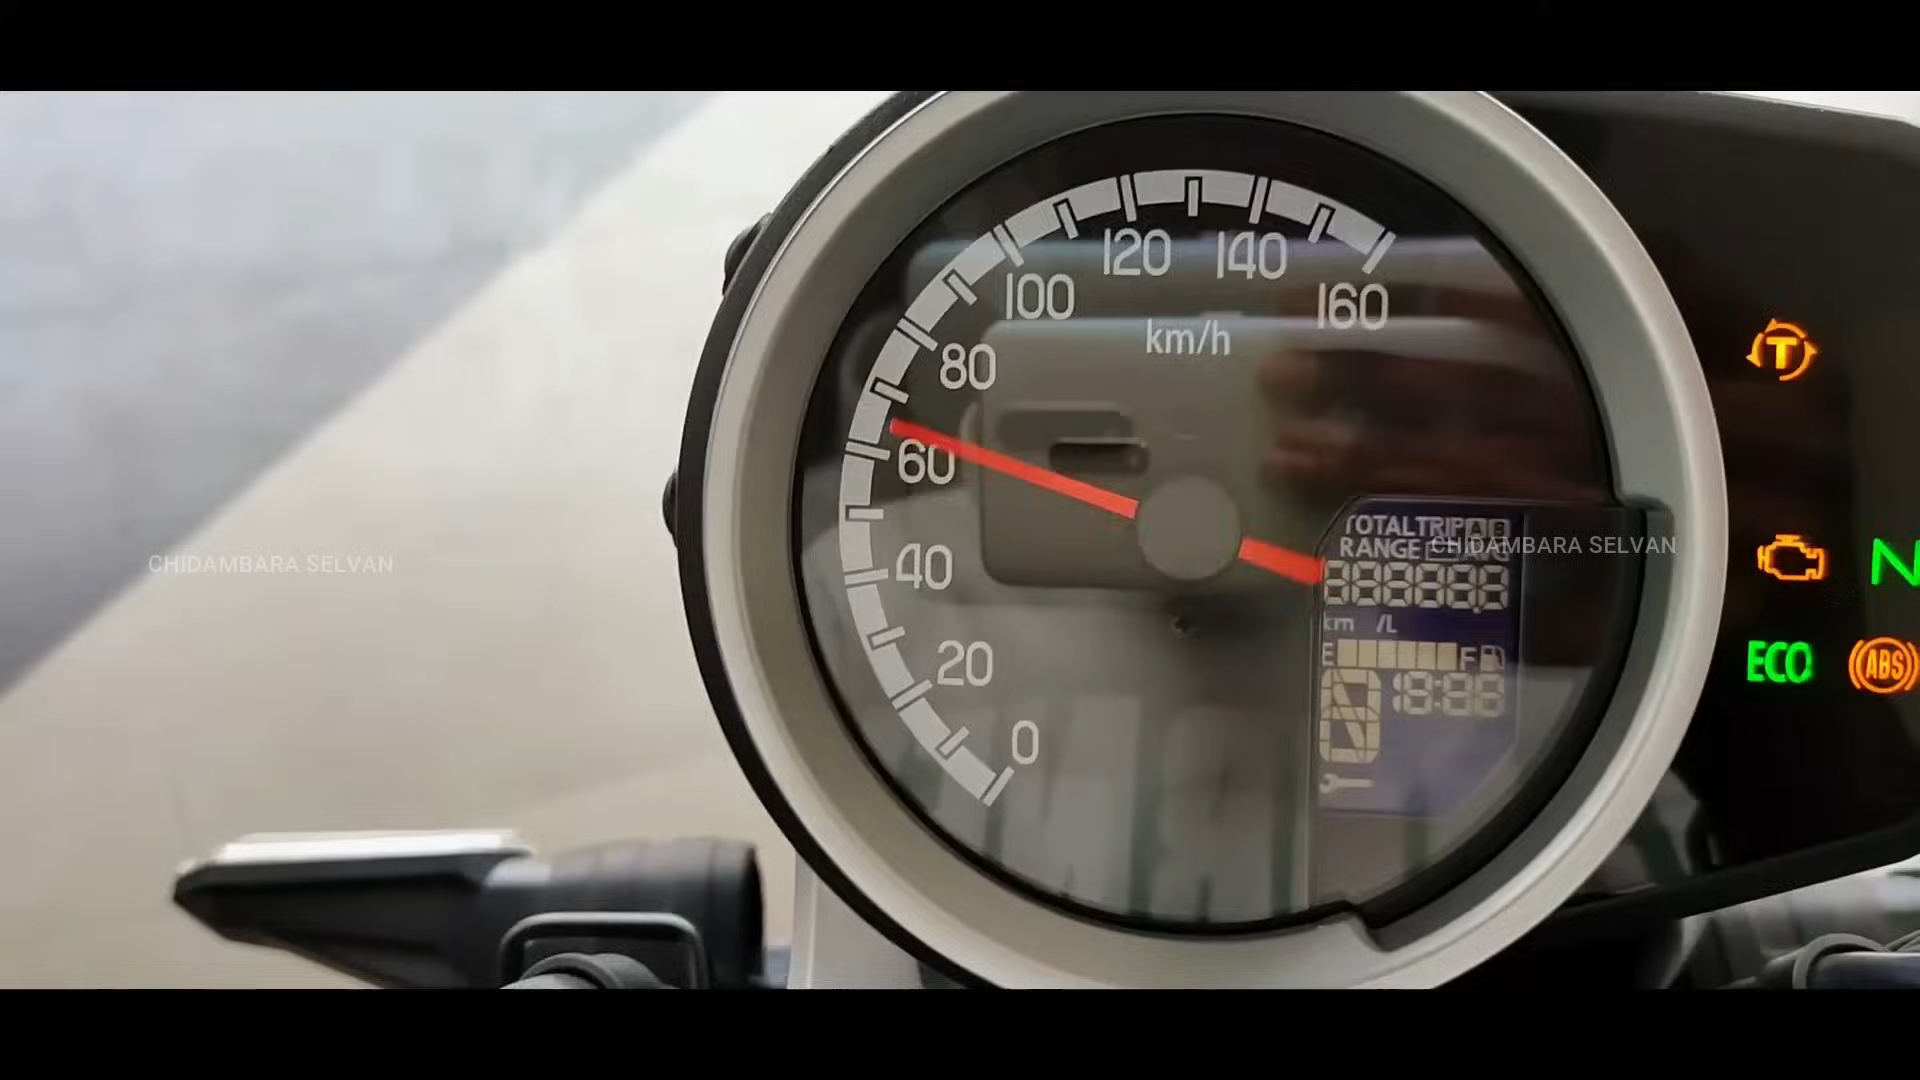 120 140
100 160
km/h
80
60
40
20
0
TOTAL TRIP A B
RANGE
888888
km /L
E F
18:88
T
N
ECO
ABS
CHIDAMBARA SELVAN
CHIDAMBARA SELVAN